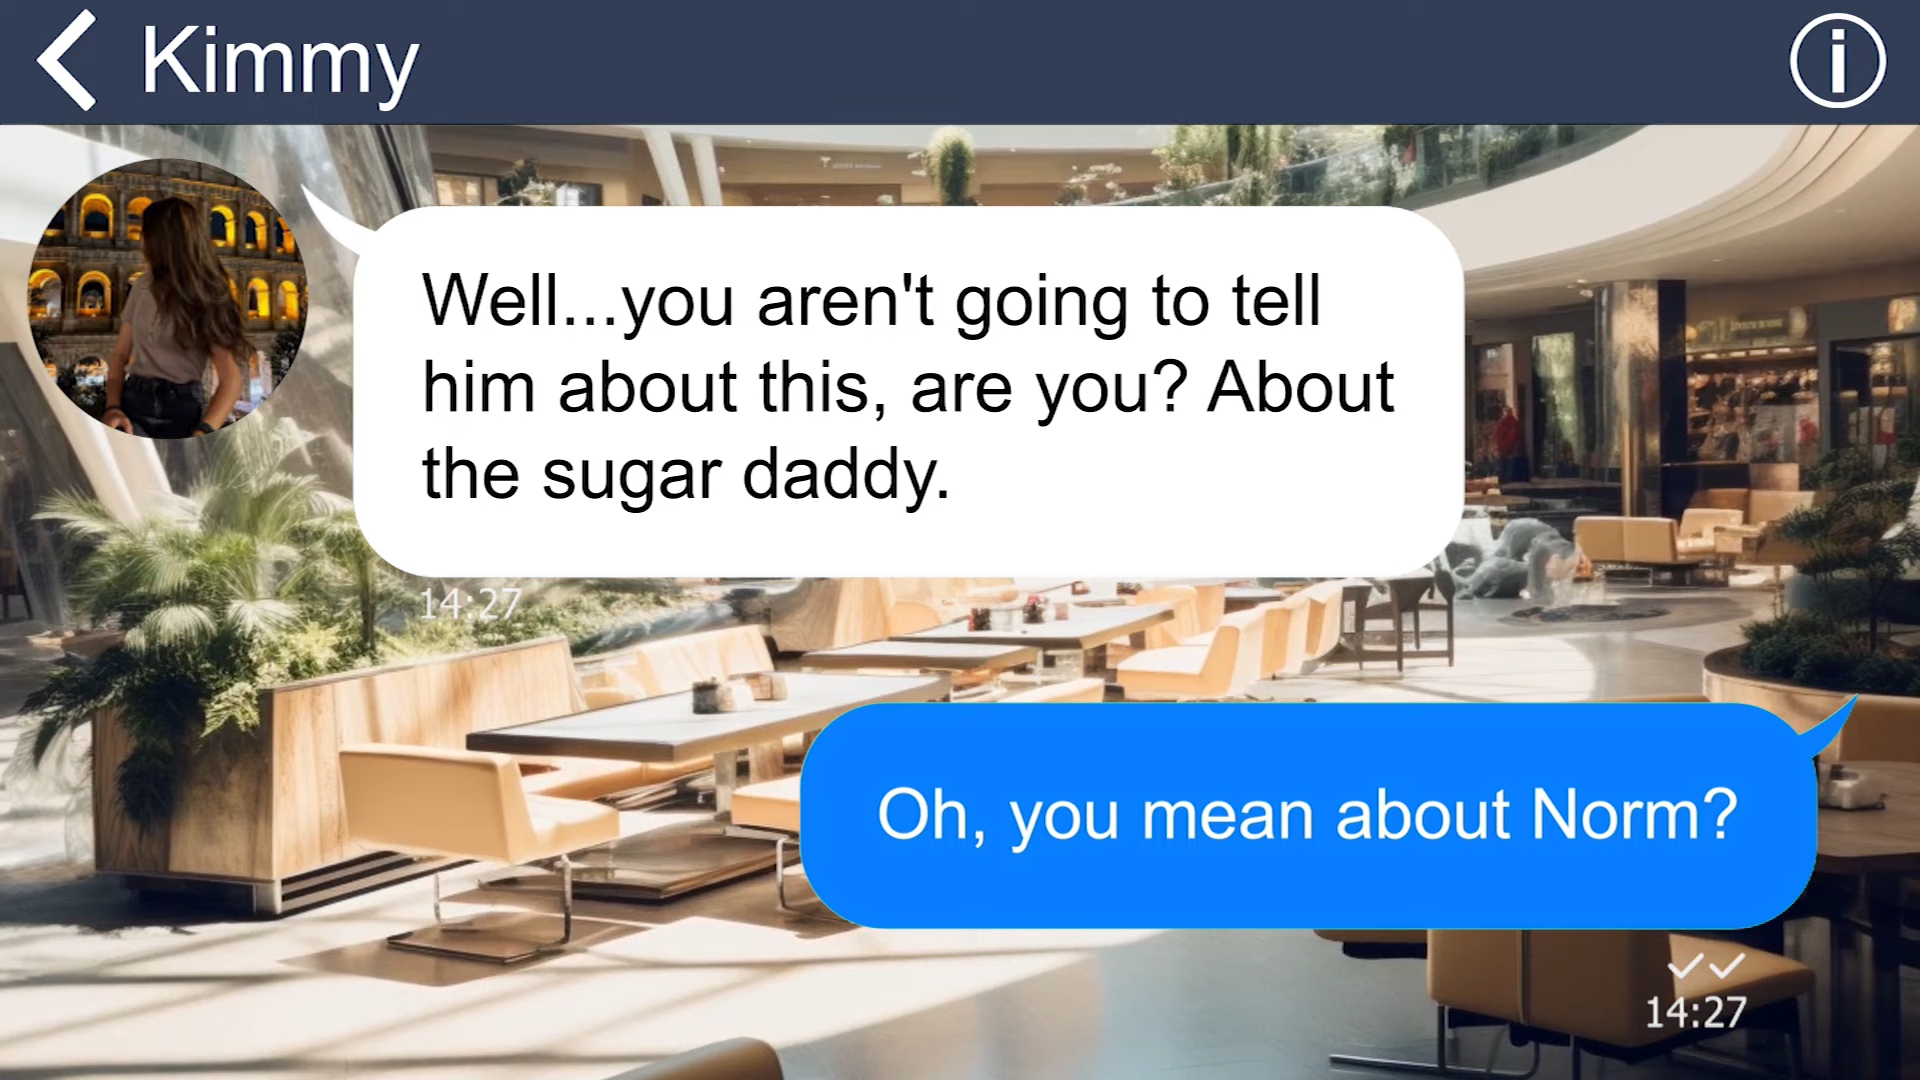 Kimmy
Well...you aren't going to tell
him about this, are you? About
the sugar daddy.
14:27
Oh, you mean about Norm?
14:27